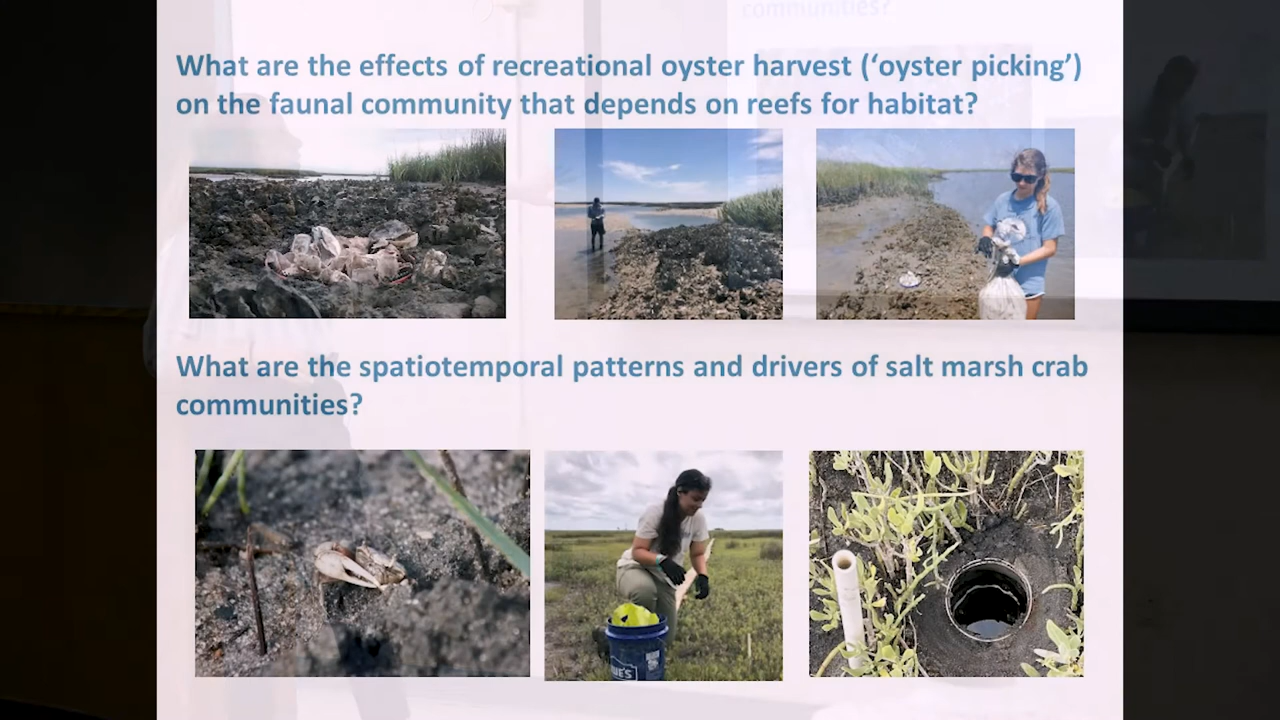 communities?
What are the effects of recreational oyster harvest (‘oyster picking’)
on the faunal community that depends on reefs for habitat?
What are the spatiotemporal patterns and drivers of salt marsh crab
communities?